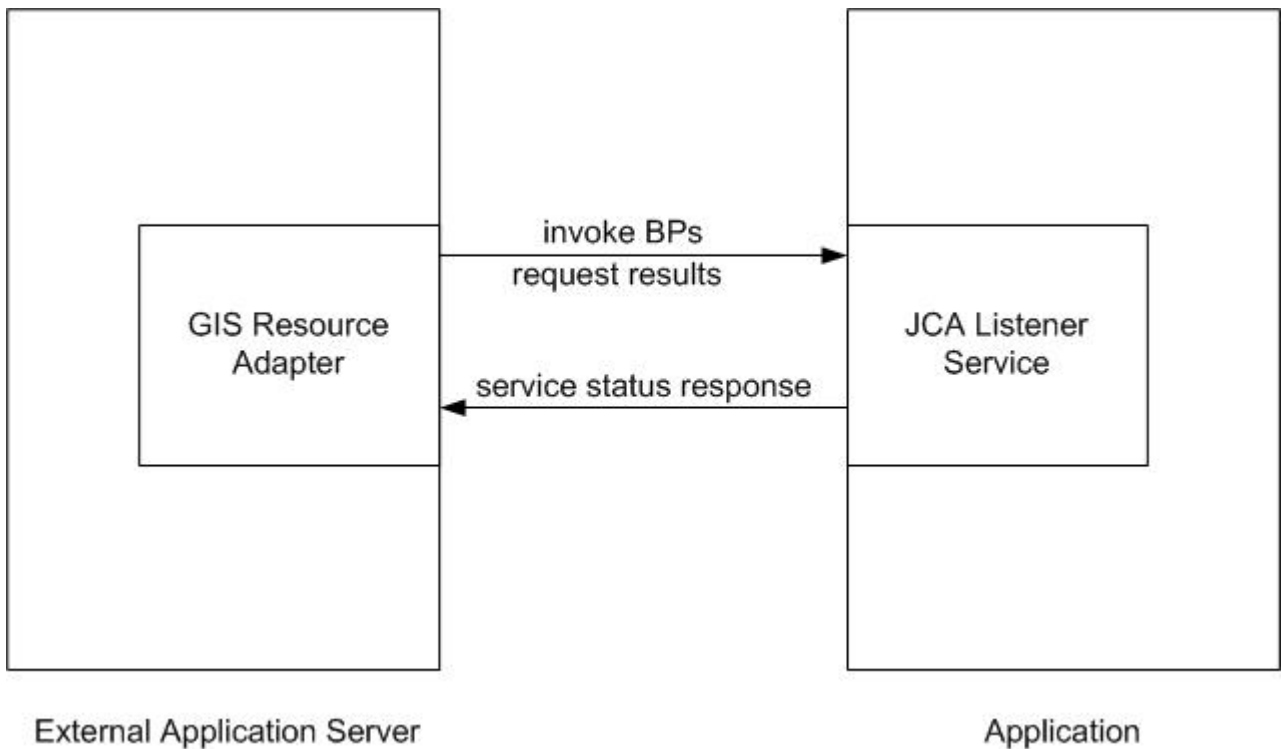 invoke BPs
request results
GIS Resource
Adapter
JCA Listener
Service
service status response
External Application Server
Application